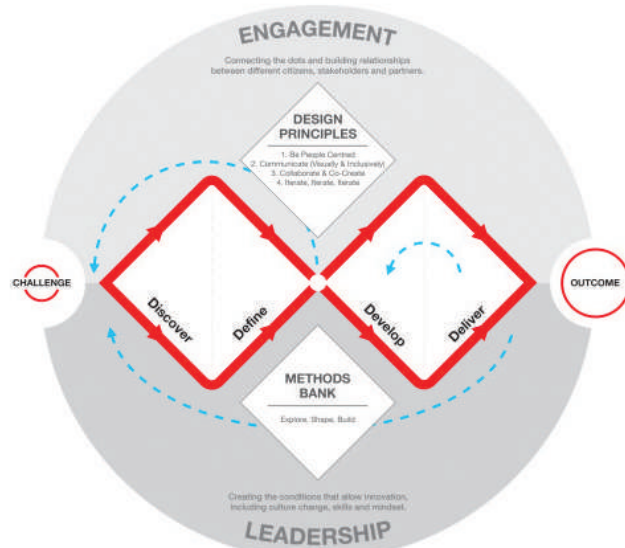 ENGAGEMENT
Connecting the dots and building relationships
between different citizens, stakeholders and partners.
DESIGN
PRINCIPLES
1. Be People Centred
2. Communicate (Visually & Inclusively)
3. Collaborate & Co-Create
4. Iterate, Iterate, Iterate
CHALLENGE
OUTCOME
Discover
Define
Develop
Deliver
METHODS
BANK
Explore, Shape, Build
Creating the conditions that allow innovation,
including culture change, skills and mindset.
LEADERSHIP